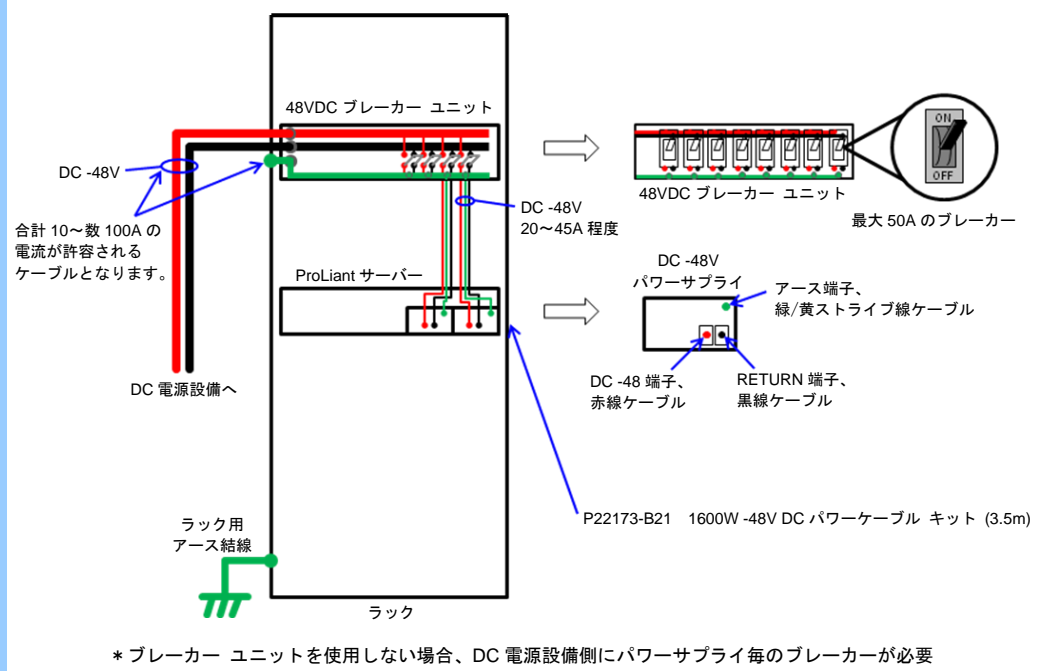 48VDC ブレーカー ユニット
DC -48V
合計 10～数 100A の
電流が許容される
ケーブルとなります。
DC -48V
20～45A 程度
ProLiant サーバー
DC 電源設備へ
ON
OFF
48VDC ブレーカー ユニット
最大 50A のブレーカー
DC -48V
パワーサプライ
アース端子、
緑/黄ストライブ線ケーブル
DC -48 端子、
赤線ケーブル
RETURN 端子、
黒線ケーブル
P22173-B21 1600W -48V DC パワーケーブル キット (3.5m)
ラック用
アース結線
ラック
* ブレーカー ユニットを使用しない場合、DC 電源設備側にパワーサプライ毎のブレーカーが必要